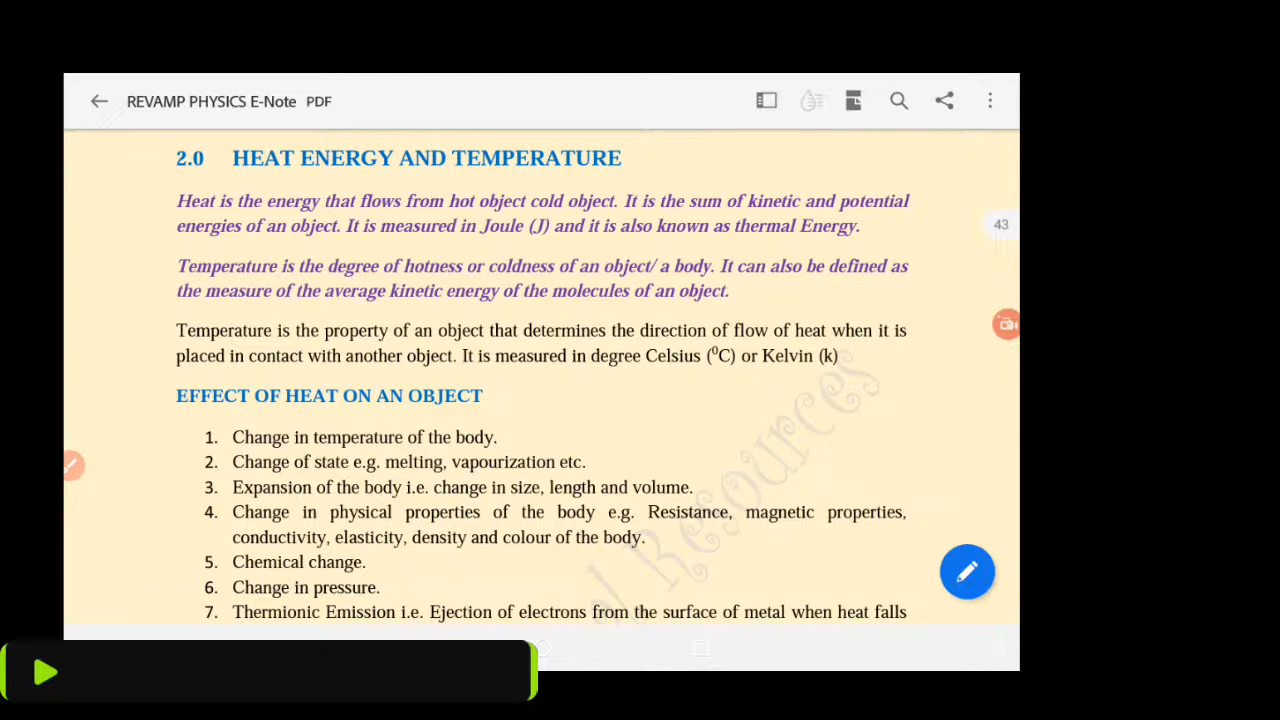 REVAMP PHYSICS E-Note PDF
2.0 HEAT ENERGY AND TEMPERATURE
Heat is the energy that flows from hot object cold object. It is the sum of kinetic and potential
energies of an object. It is measured in Joule (J) and it is also known as thermal Energy.
43
Temperature is the degree of hotness or coldness of an object/ a body. It can also be defined as
the measure of the average kinetic energy of the molecules of an object.
Temperature is the property of an object that determines the direction of flow of heat when it is
placed in contact with another object. It is measured in degree Celsius (⁰C) or Kelvin (k)
EFFECT OF HEAT ON AN OBJECT
1. Change in temperature of the body.
2. Change of state e.g. melting, vapourization etc.
3. Expansion of the body i.e. change in size, length and volume.
4. Change in physical properties of the body e.g. Resistance, magnetic properties,
conductivity, elasticity, density and colour of the body.
5. Chemical change.
6. Change in pressure.
7. Thermionic Emission i.e. Ejection of electrons from the surface of metal when heat falls
Resources